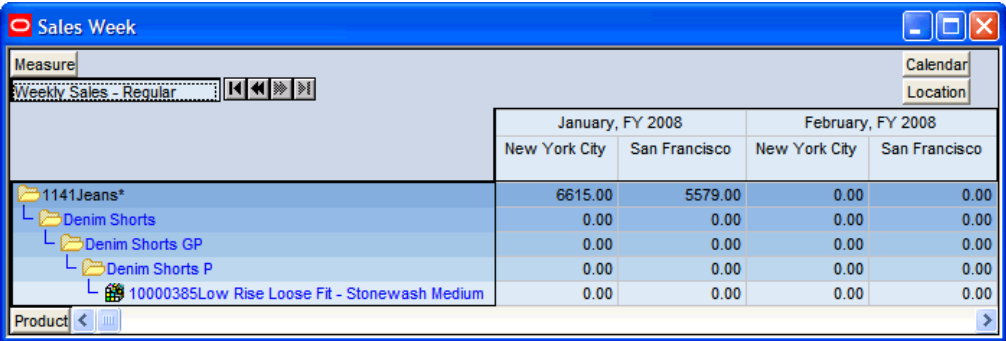 Sales Week
Measure
Calendar
Weekly Sales - Regular
Location
January, FY 2008 February, FY 2008
New York City San Francisco New York City San Francisco
1141Jeans* 6615.00 5579.00 0.00 0.00
Denim Shorts 0.00 0.00 0.00 0.00
Denim Shorts GP 0.00 0.00 0.00 0.00
Denim Shorts P 0.00 0.00 0.00 0.00
10000385Low Rise Loose Fit - Stonewash Medium 0.00 0.00 0.00 0.00
Product